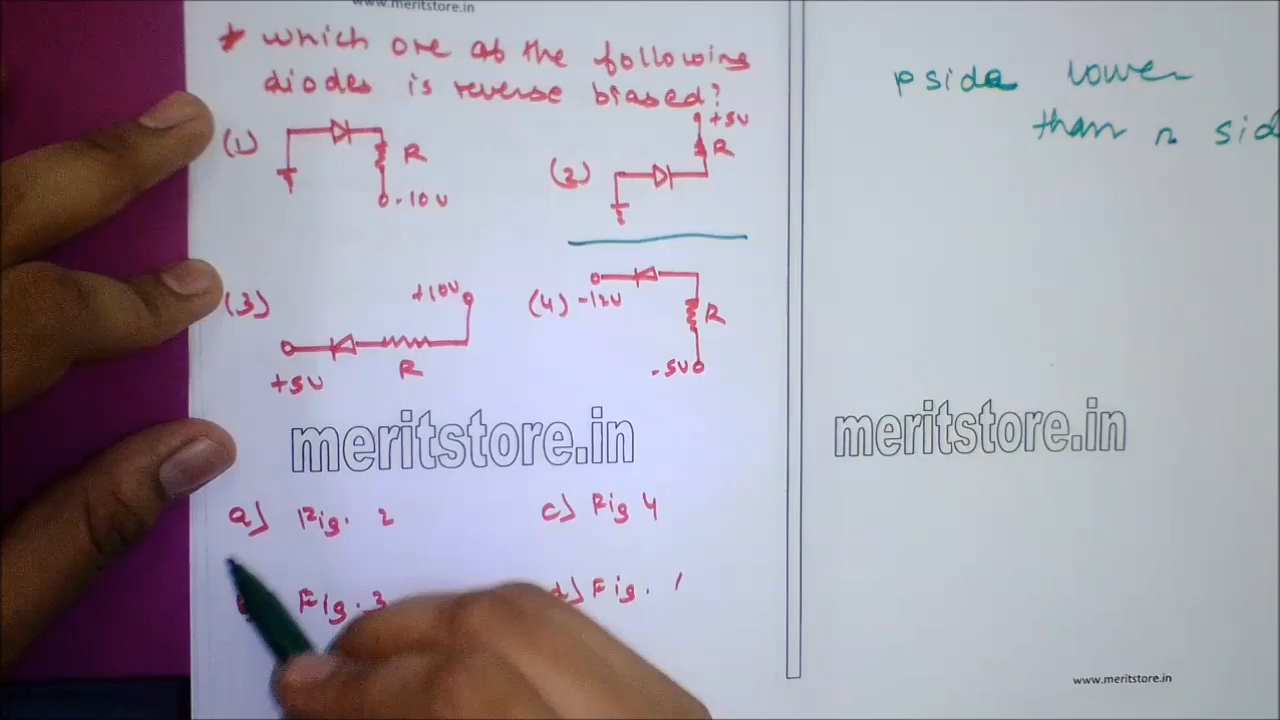 www.meritstore.in
* which one of the following
diodes is reverse biased?
(1)
R
-10V
(2)
+5V
R
(3)
+10V
+5V
R
(4)
-12V
R
-5V
meritstore.in
a) Fig. 2
c) Fig 4
Fig. 3
d) Fig. 1
pside lower
than n sid
meritstore.in
www.meritstore.in